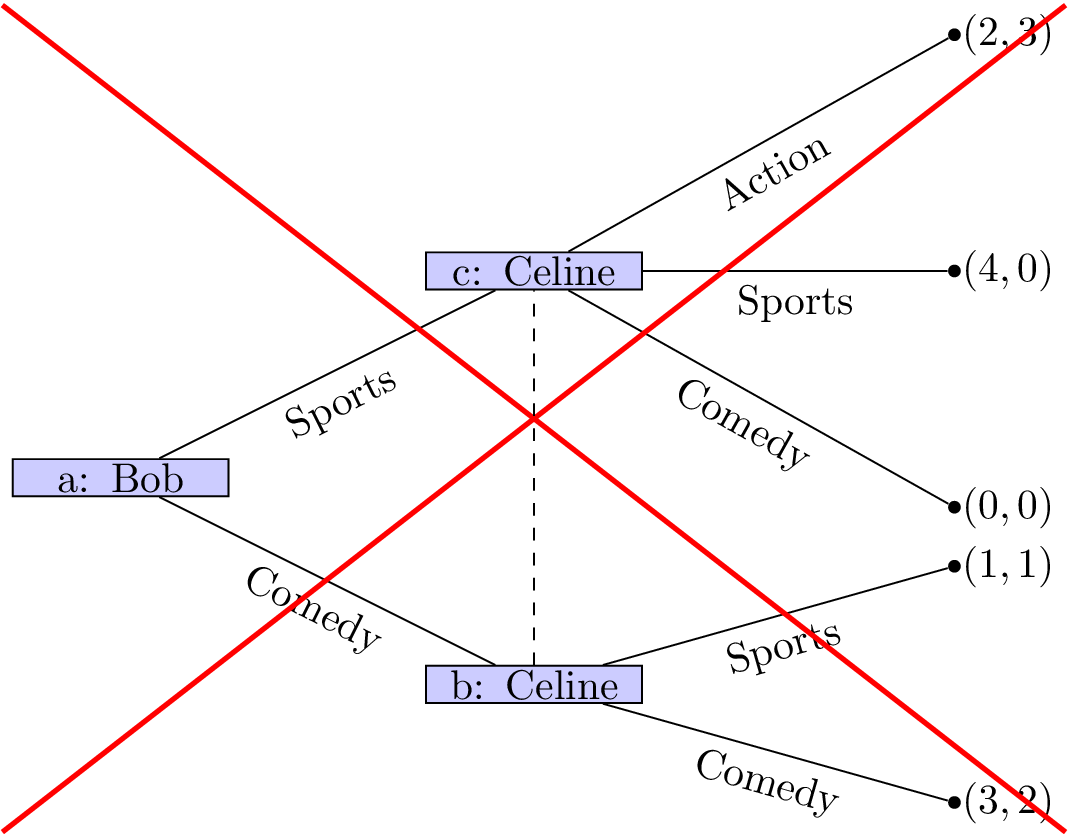 (2, 3)
Action
c: Celine
(4, 0)
Sports
Sports
Comedy
a: Bob
(0, 0)
(1, 1)
Comedy
Sports
b: Celine
Comedy
(3, 2)